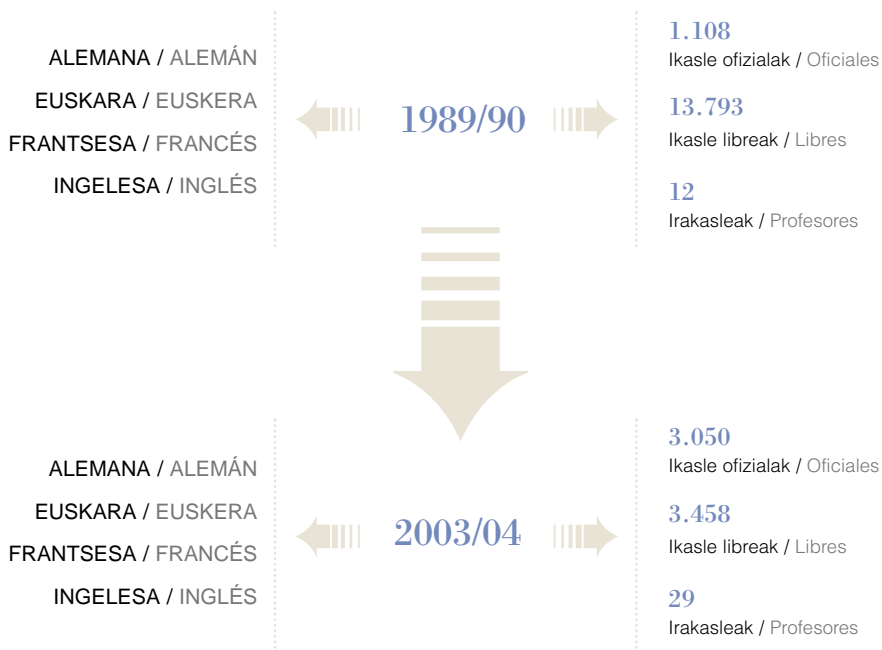 ALEMANA / ALEMÁN
EUSKARA / EUSKERA
FRANTSESA / FRANCÉS
INGELESA / INGLÉS
1989/90
1.108
Ikasle ofizialak / Oficiales
13.793
Ikasle libreak / Libres
12
Irakasleak / Profesores
ALEMANA / ALEMÁN
EUSKARA / EUSKERA
FRANTSESA / FRANCÉS
INGELESA / INGLÉS
2003/04
3.050
Ikasle ofizialak / Oficiales
3.458
Ikasle libreak / Libres
29
Irakasleak / Profesores